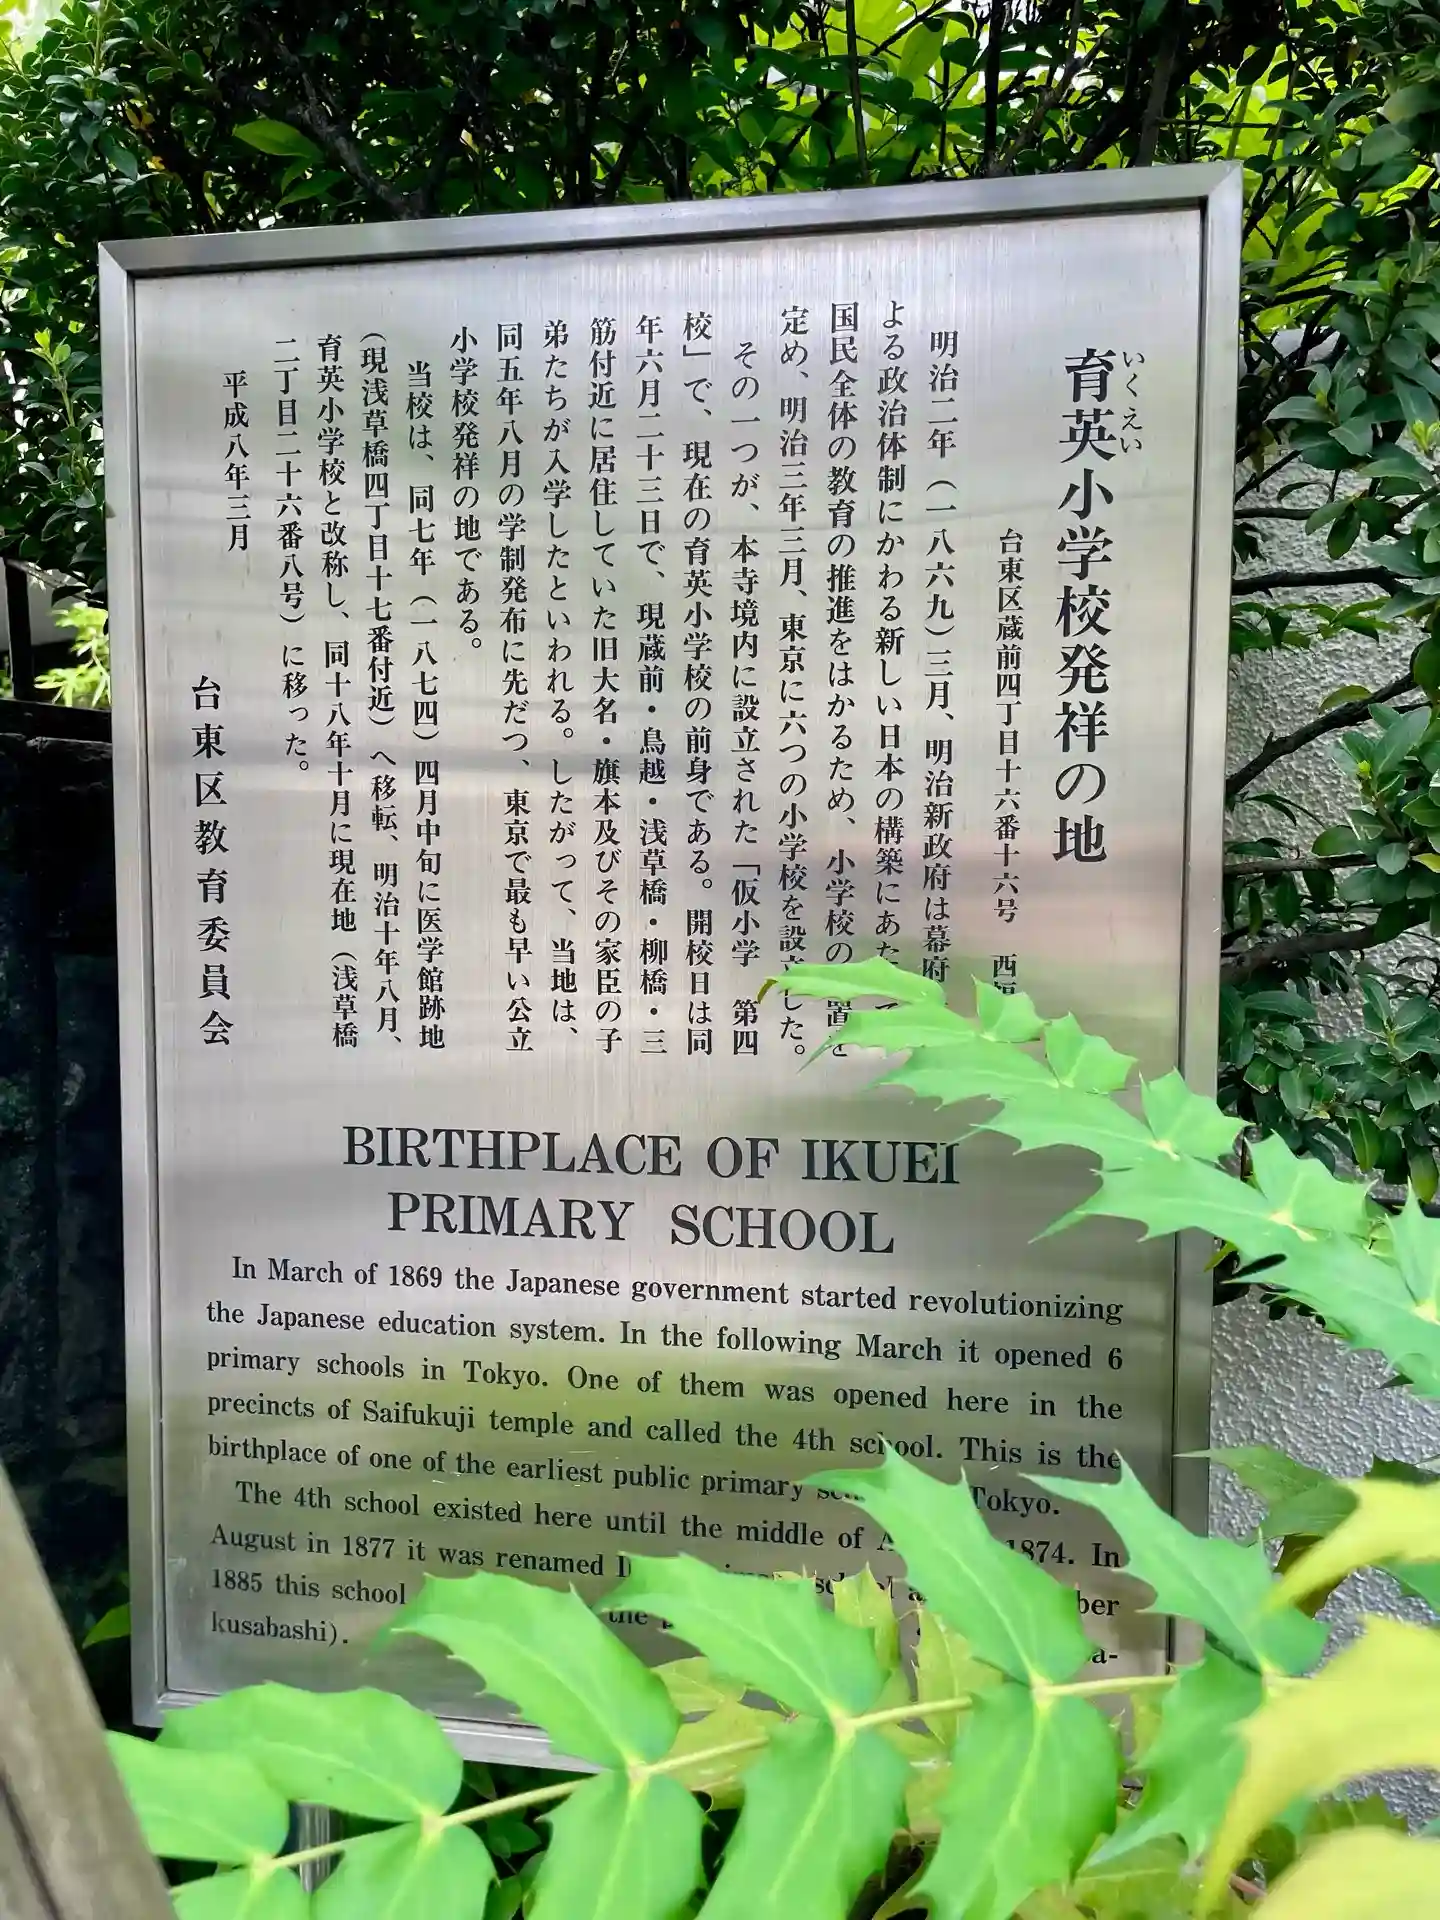 いくえい
育英小学校発祥の地
台東区蔵前四丁目十六番十六号 西福
明治二年（一八六九）三月、明治新政府は幕府
よる政治体制にかわる新しい日本の構築にあた
国民全体の教育の推進をはかるため、小学校の 置を
定め、明治三年三月、東京に六つの小学校を設立した。
その一つが、本寺境内に設立された「仮小学 第四
校」で、現在の育英小学校の前身である。開校日は同
年六月二十三日で、現蔵前・鳥越・浅草橋・柳橋・三
筋付近に居住していた旧大名・旗本及びその家臣の子
弟たちが入学したといわれる。したがって、当地は、
同五年八月の学制発布に先だつ、東京で最も早い公立
小学校発祥の地である。
当校は、同七年（一八七四）四月中旬に医学館跡地
（現浅草橋四丁目十七番付近）へ移転、明治十年八月、
育英小学校と改称し、同十八年十月に現在地（浅草橋
二丁目二十六番八号）に移った。
平成八年三月
台東区教育委員会
BIRTHPLACE OF IKUEI
PRIMARY SCHOOL
In March of 1869 the Japanese government started revolutionizing
the Japanese education system. In the following March it opened 6
primary schools in Tokyo. One of them was opened here in the
precincts of Saifukuji temple and called the 4th school. This is the
birthplace of one of the earliest public primary Tokyo.
The 4th school existed here until the middle of 1874. In
August in 1877 it was renamed
1885 this school the
kusabashi).